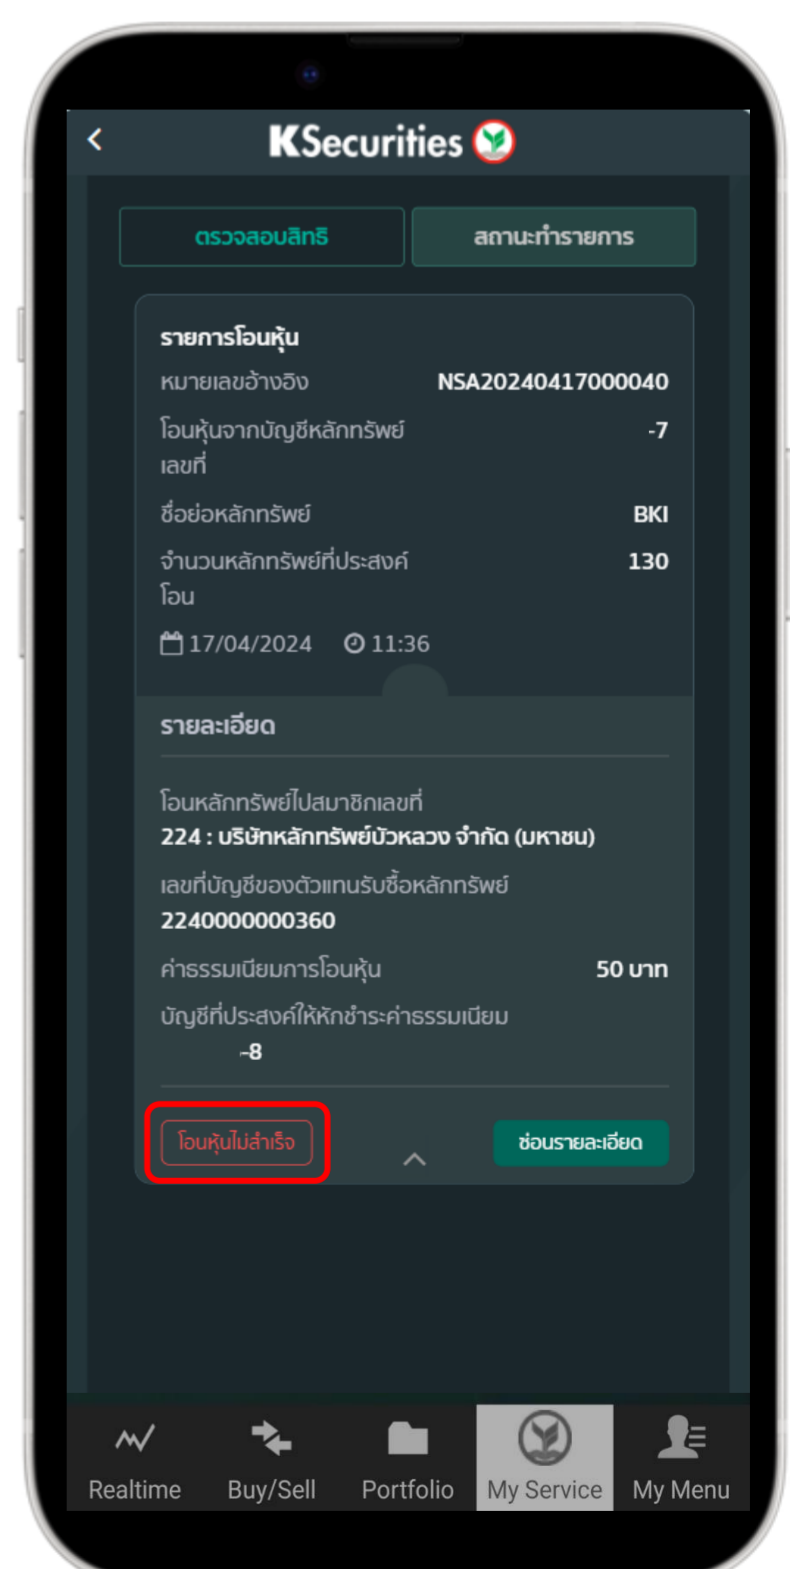 KSecurities
ตรวจสอบสิทธิ
สถานะทำรายการ
รายการโอนหุ้น
หมายเลขอ้างอิง NSA20240417000040
โอนหุ้นจากบัญชีหลักทรัพย์ -7
เลขที่
ชื่อย่อหลักทรัพย์ BKI
จำนวนหลักทรัพย์ที่ประสงค์ 130
โอน
17/04/2024 11:36
รายละเอียด
โอนหลักทรัพย์ไปสมาชิกเลขที่
224 : บริษัทหลักทรัพย์บัวหลวง จำกัด (มหาชน)
เลขที่บัญชีของตัวแทนรับซื้อหลักทรัพย์
2240000000360
ค่าธรรมเนียมการโอนหุ้น 50 บาท
บัญชีที่ประสงค์ให้หักชำระค่าธรรมเนียม
-8
โอนหุ้นไม่สำเร็จ
ซ่อนรายละเอียด
Realtime Buy/Sell Portfolio My Service My Menu